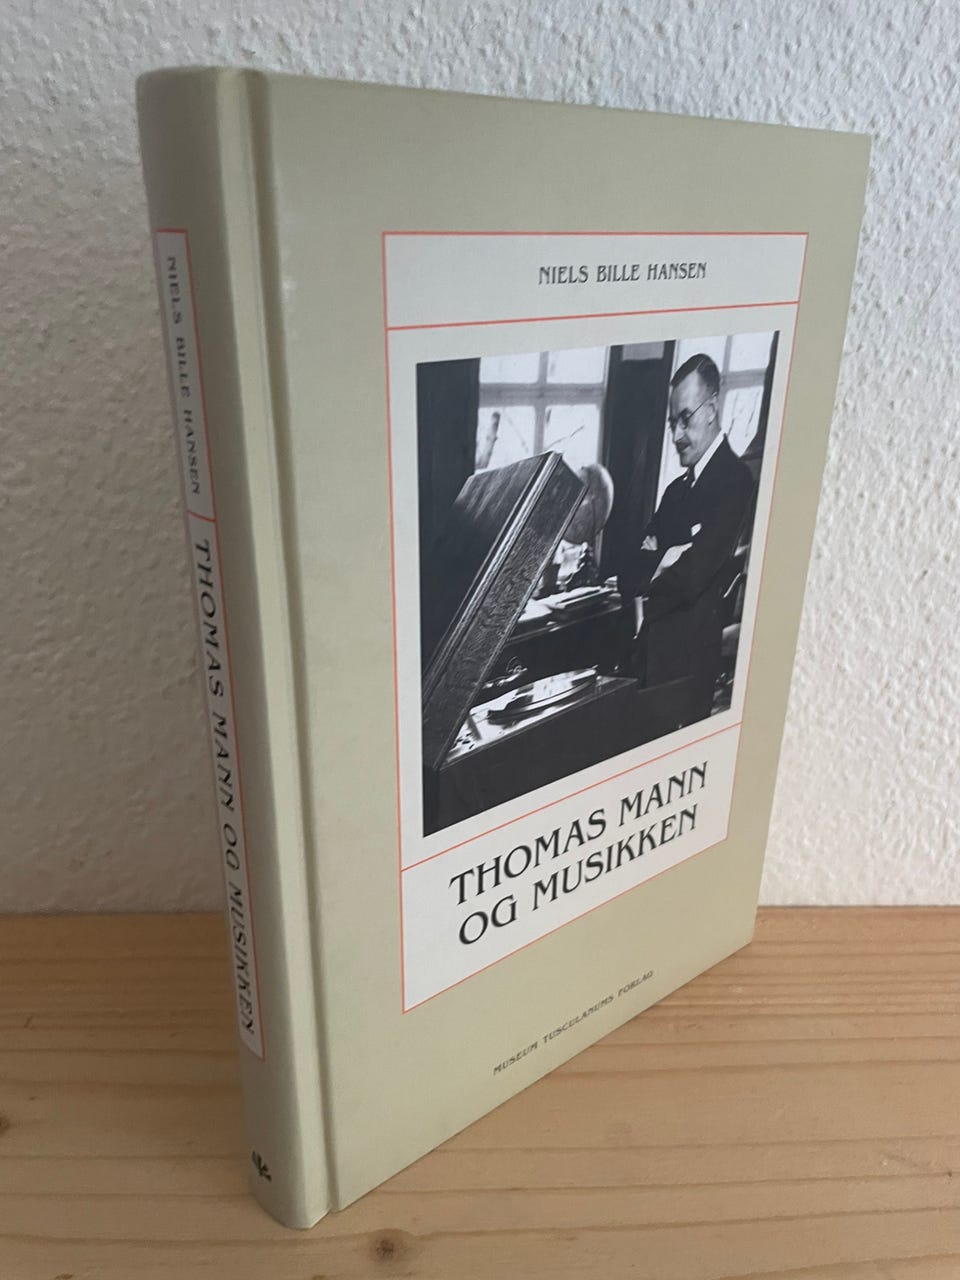 NIELS BILLE HANSEN
THOMAS MANN
OG MUSIKKEN
MUSEUM TUSCULANUMS FORLAG
NIELS BILLE HANSEN THOMAS MANN OG MUSIKKEN